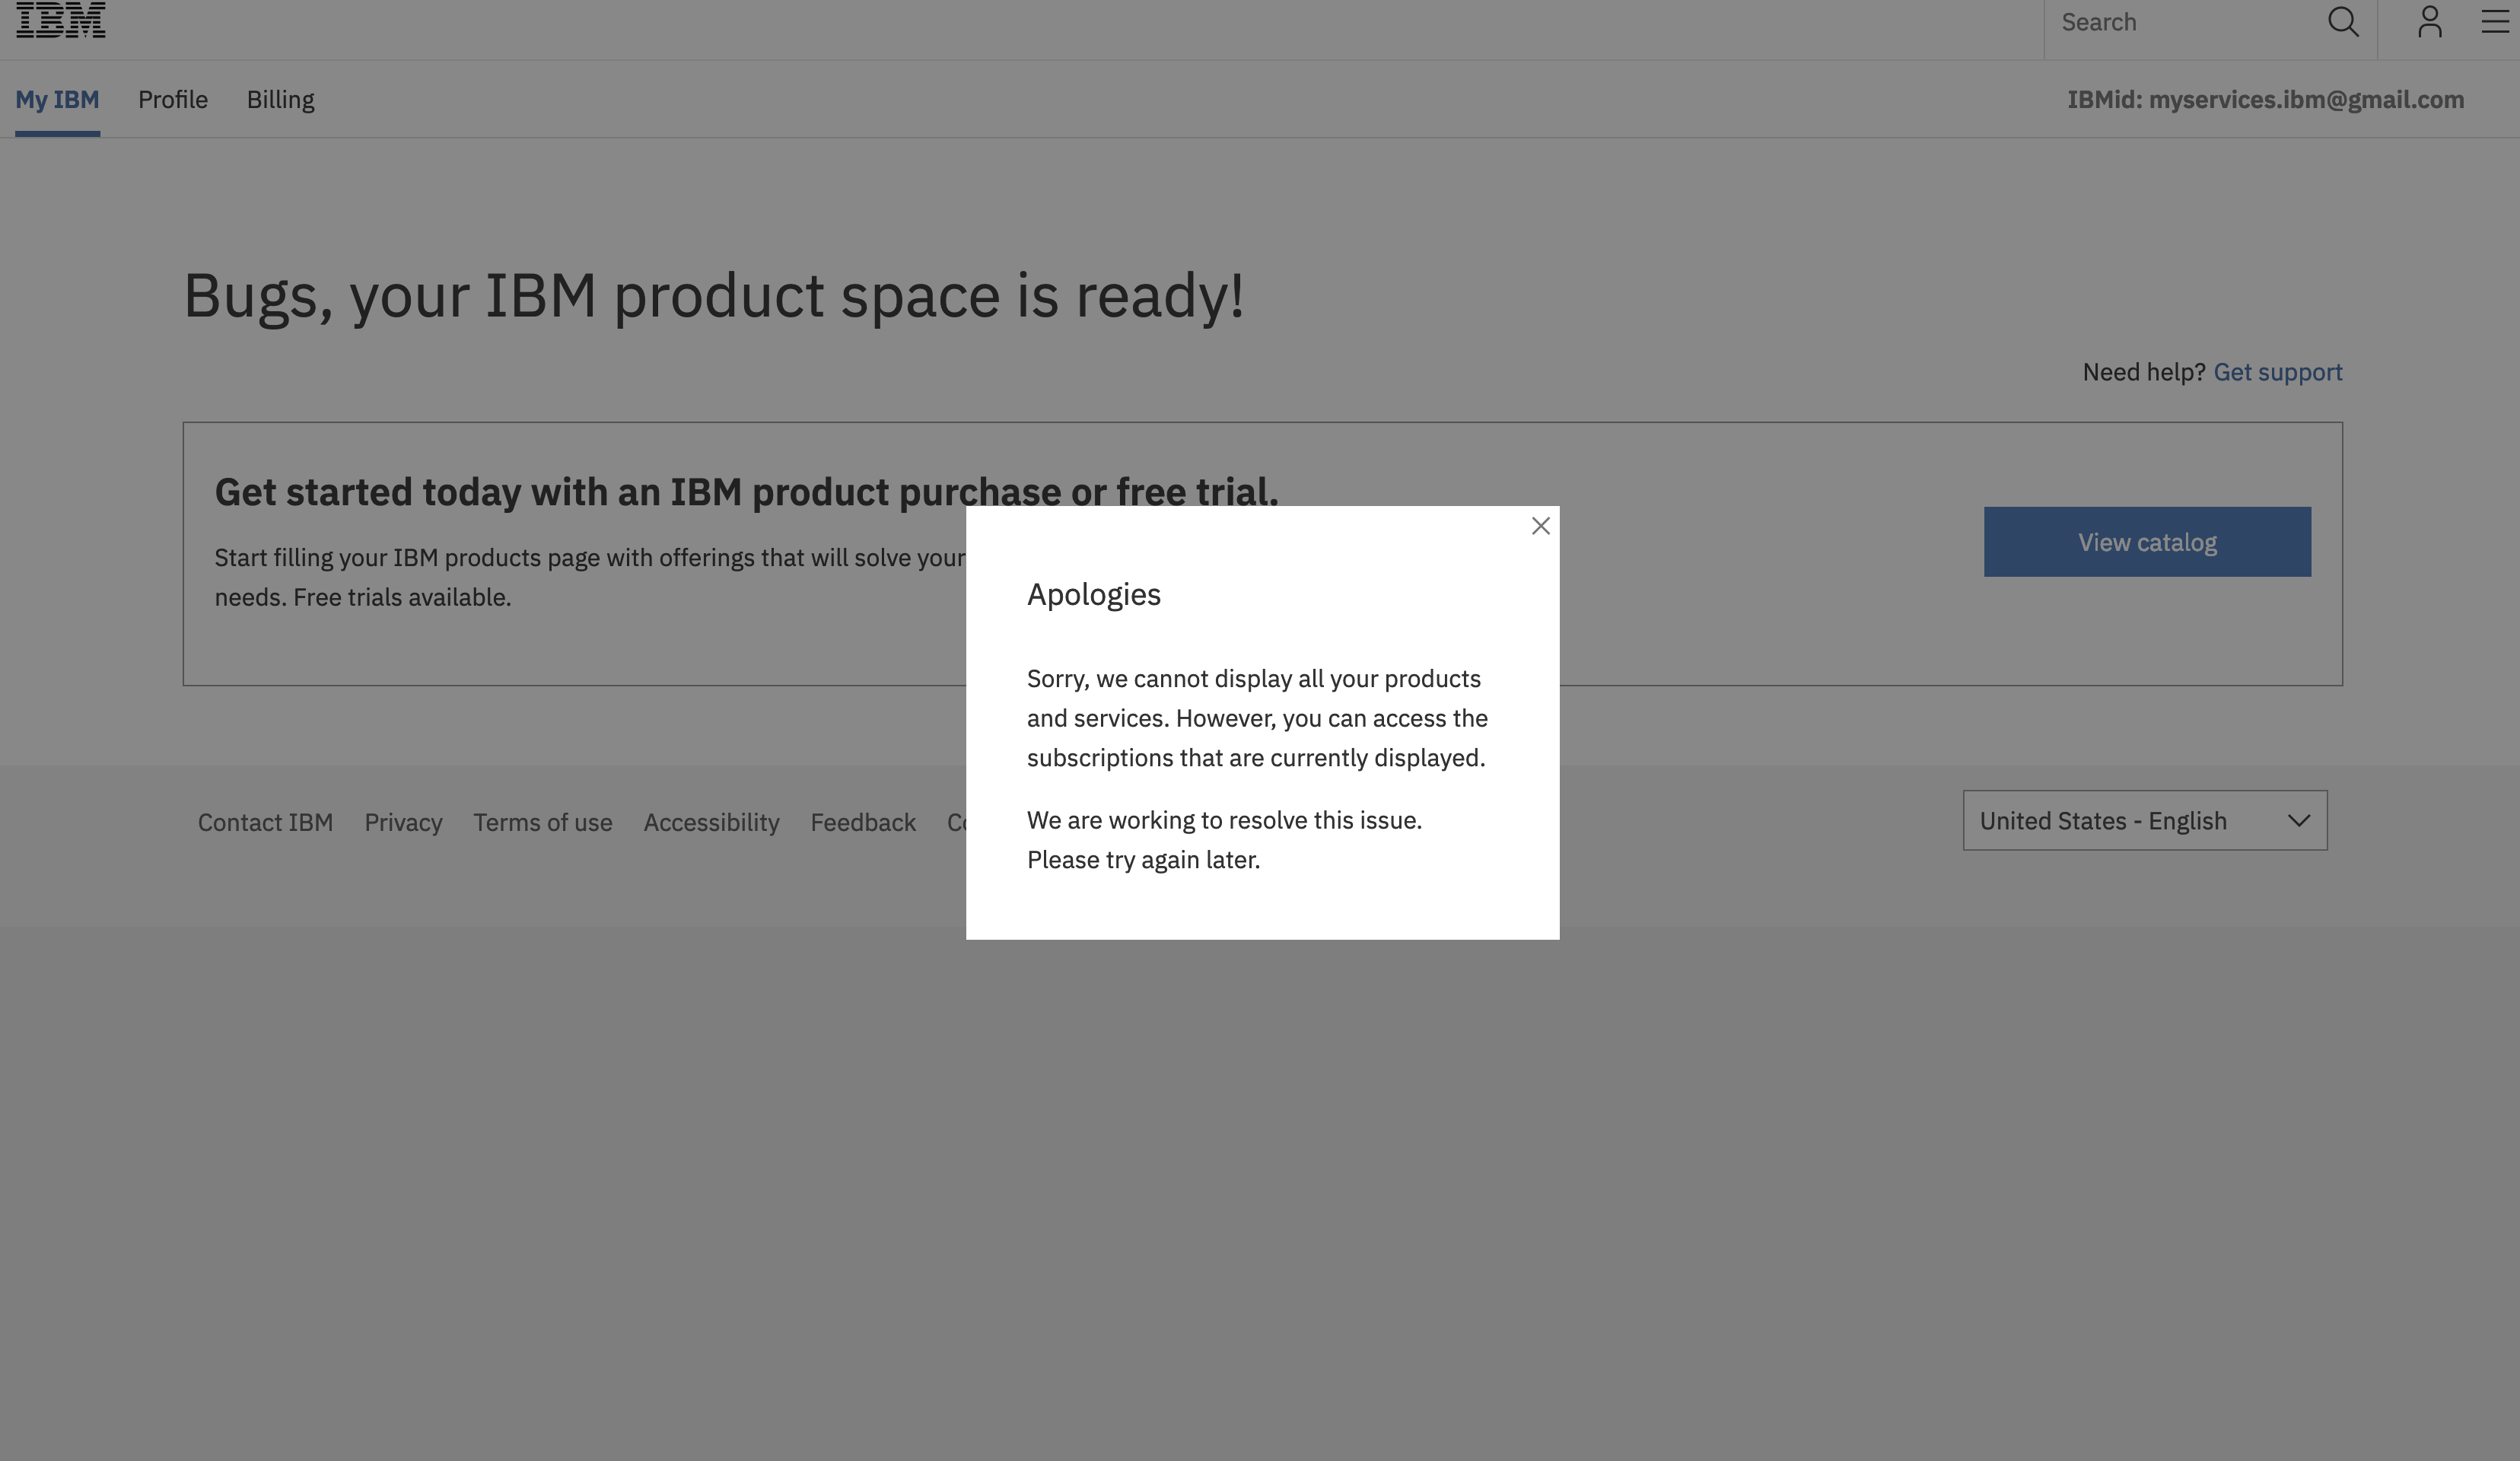 IBM
Search
My IBM Profile Billing
IBMid: myservices.ibm@gmail.com
Bugs, your IBM product space is ready!
Need help? Get support
Get started today with an IBM product purchase or free trial.
Start filling your IBM products page with offerings that will solve your
needs. Free trials available.
View catalog
Apologies
Sorry, we cannot display all your products
and services. However, you can access the
subscriptions that are currently displayed.
We are working to resolve this issue.
Please try again later.
Contact IBM Privacy Terms of use Accessibility Feedback
United States - English